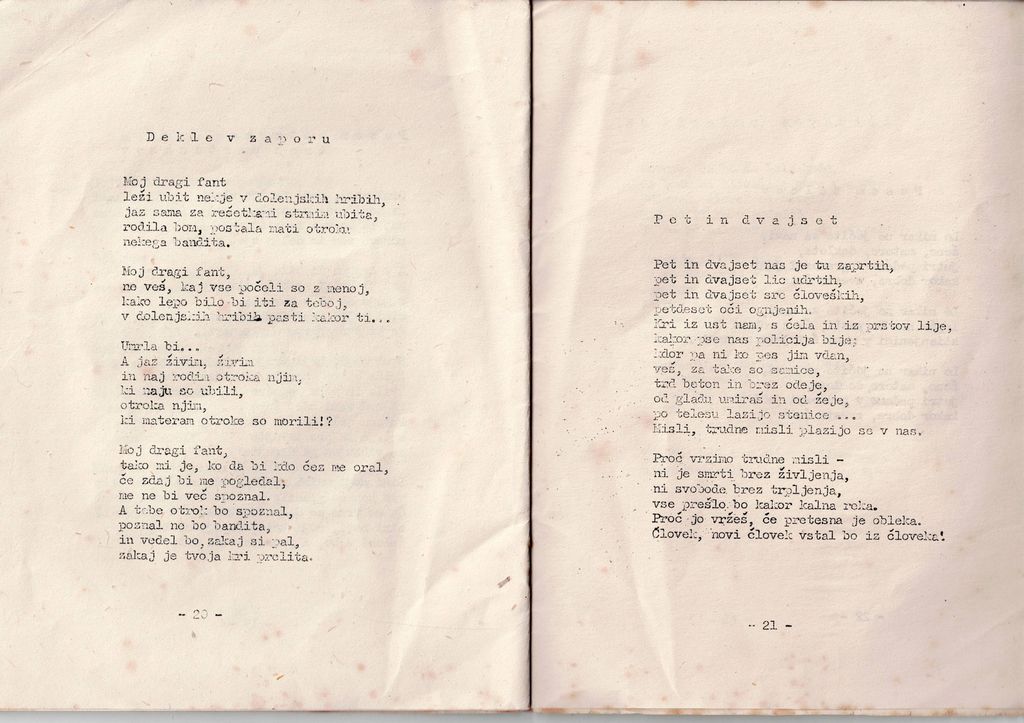 Dekle v zaporu
Moj dragi fant
leži ubit nekje v dolenjskih hribih,
jaz sama za rešetkami strmim ubita,
rodila bom, postala mati otroku
nekega bandita.
Moj dragi fant,
ne veš, kaj vse počeli so z menoj,
kako lepo bilo bi iti za teboj,
v dolenjskih hribih pasti kakor ti...
Umrla bi...
A jaz živim, živim
in naj rodim otroka njim,
ki naju so ubili,
otroka njim,
ki materam otroke so morili!?
Moj dragi fant,
tako mi je, ko da bi kdo čez me oral,
če zdaj bi me pogledal,
me ne bi več spoznal.
A tebe otrok bo spoznal,
poznal ne bo bandita,
in vedel bo, zakaj si pal,
zakaj je tvoja kri prelita.
- 20 -
Pet in dvajset
Pet in dvajset nas je tu zaprtih,
pet in dvajset lic udrtih,
pet in dvajset src človeških,
petdeset oči ognjenih.
Kri iz ust nam, s čela in iz prstov lije,
kakor pse nas policija bije;
kdor pa ni ko pes jim vdan,
veš, za take so samice,
trd beton in brez odeje,
od gladu umiraš in od žeje,
po telesu lazijo stenice ...
Misli, trudne misli plazijo se v nas.
Proč vrzimo trudne misli -
ni je smrti brez življenja,
ni svobode brez trpljenja,
vse prešlo bo kakor kalna reka.
Proč jo vržeš, če pretesna je obleka.
Človek, novi človek vstal bo iz človeka!
- 21 -